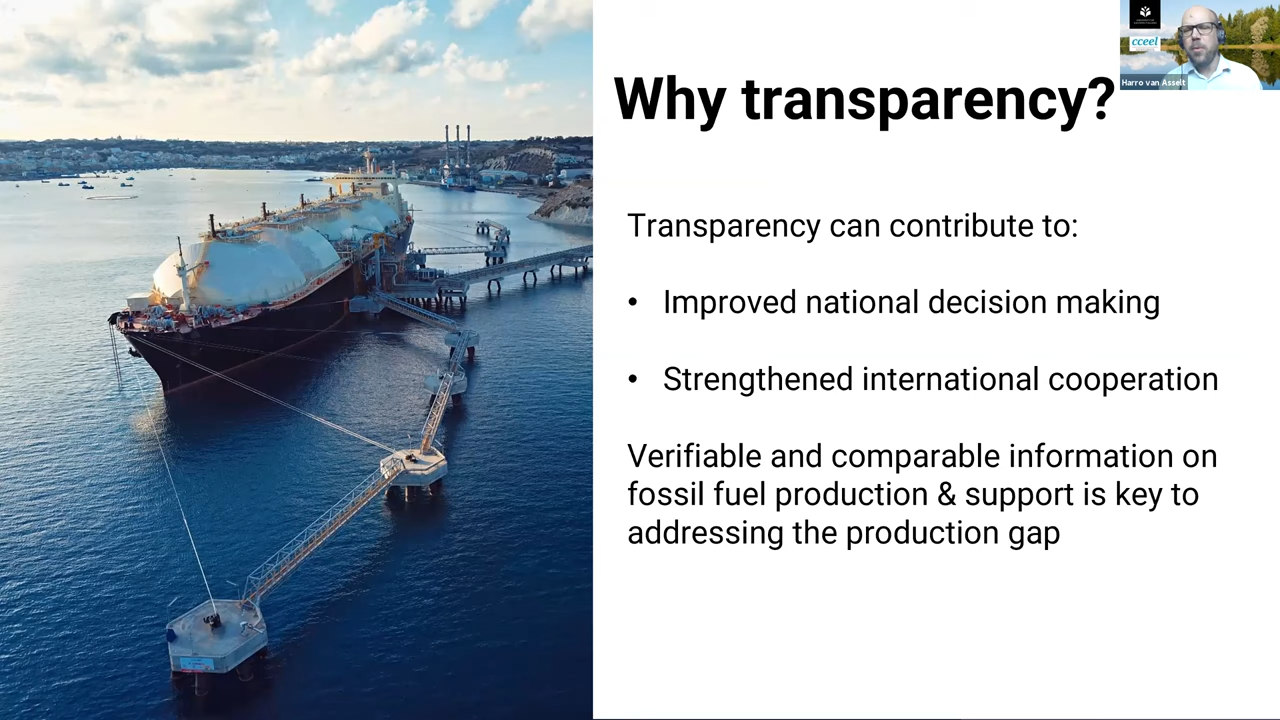 Why transparency?
cceel
Harro van Asselt
Transparency can contribute to:
• Improved national decision making
• Strengthened international cooperation
Verifiable and comparable information on
fossil fuel production & support is key to
addressing the production gap